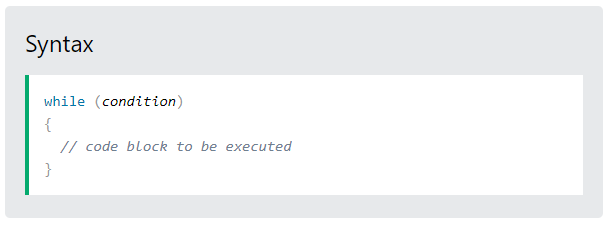 Syntax
while (condition)
{
  // code block to be executed
}